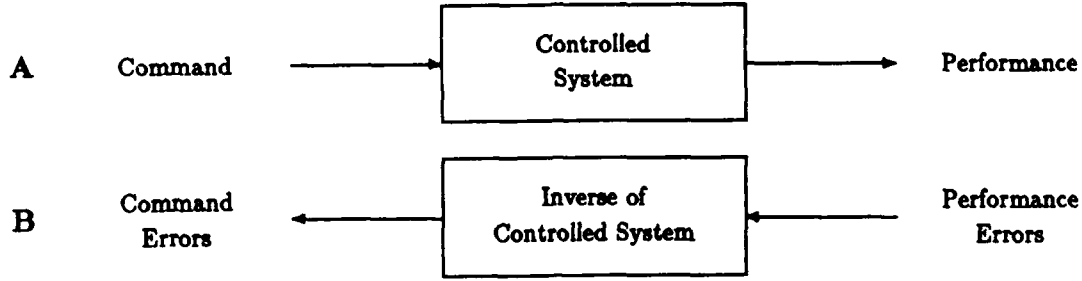 A
Command
Controlled
System
Performance
B
Command
Errors
Inverse of
Controlled System
Performance
Errors